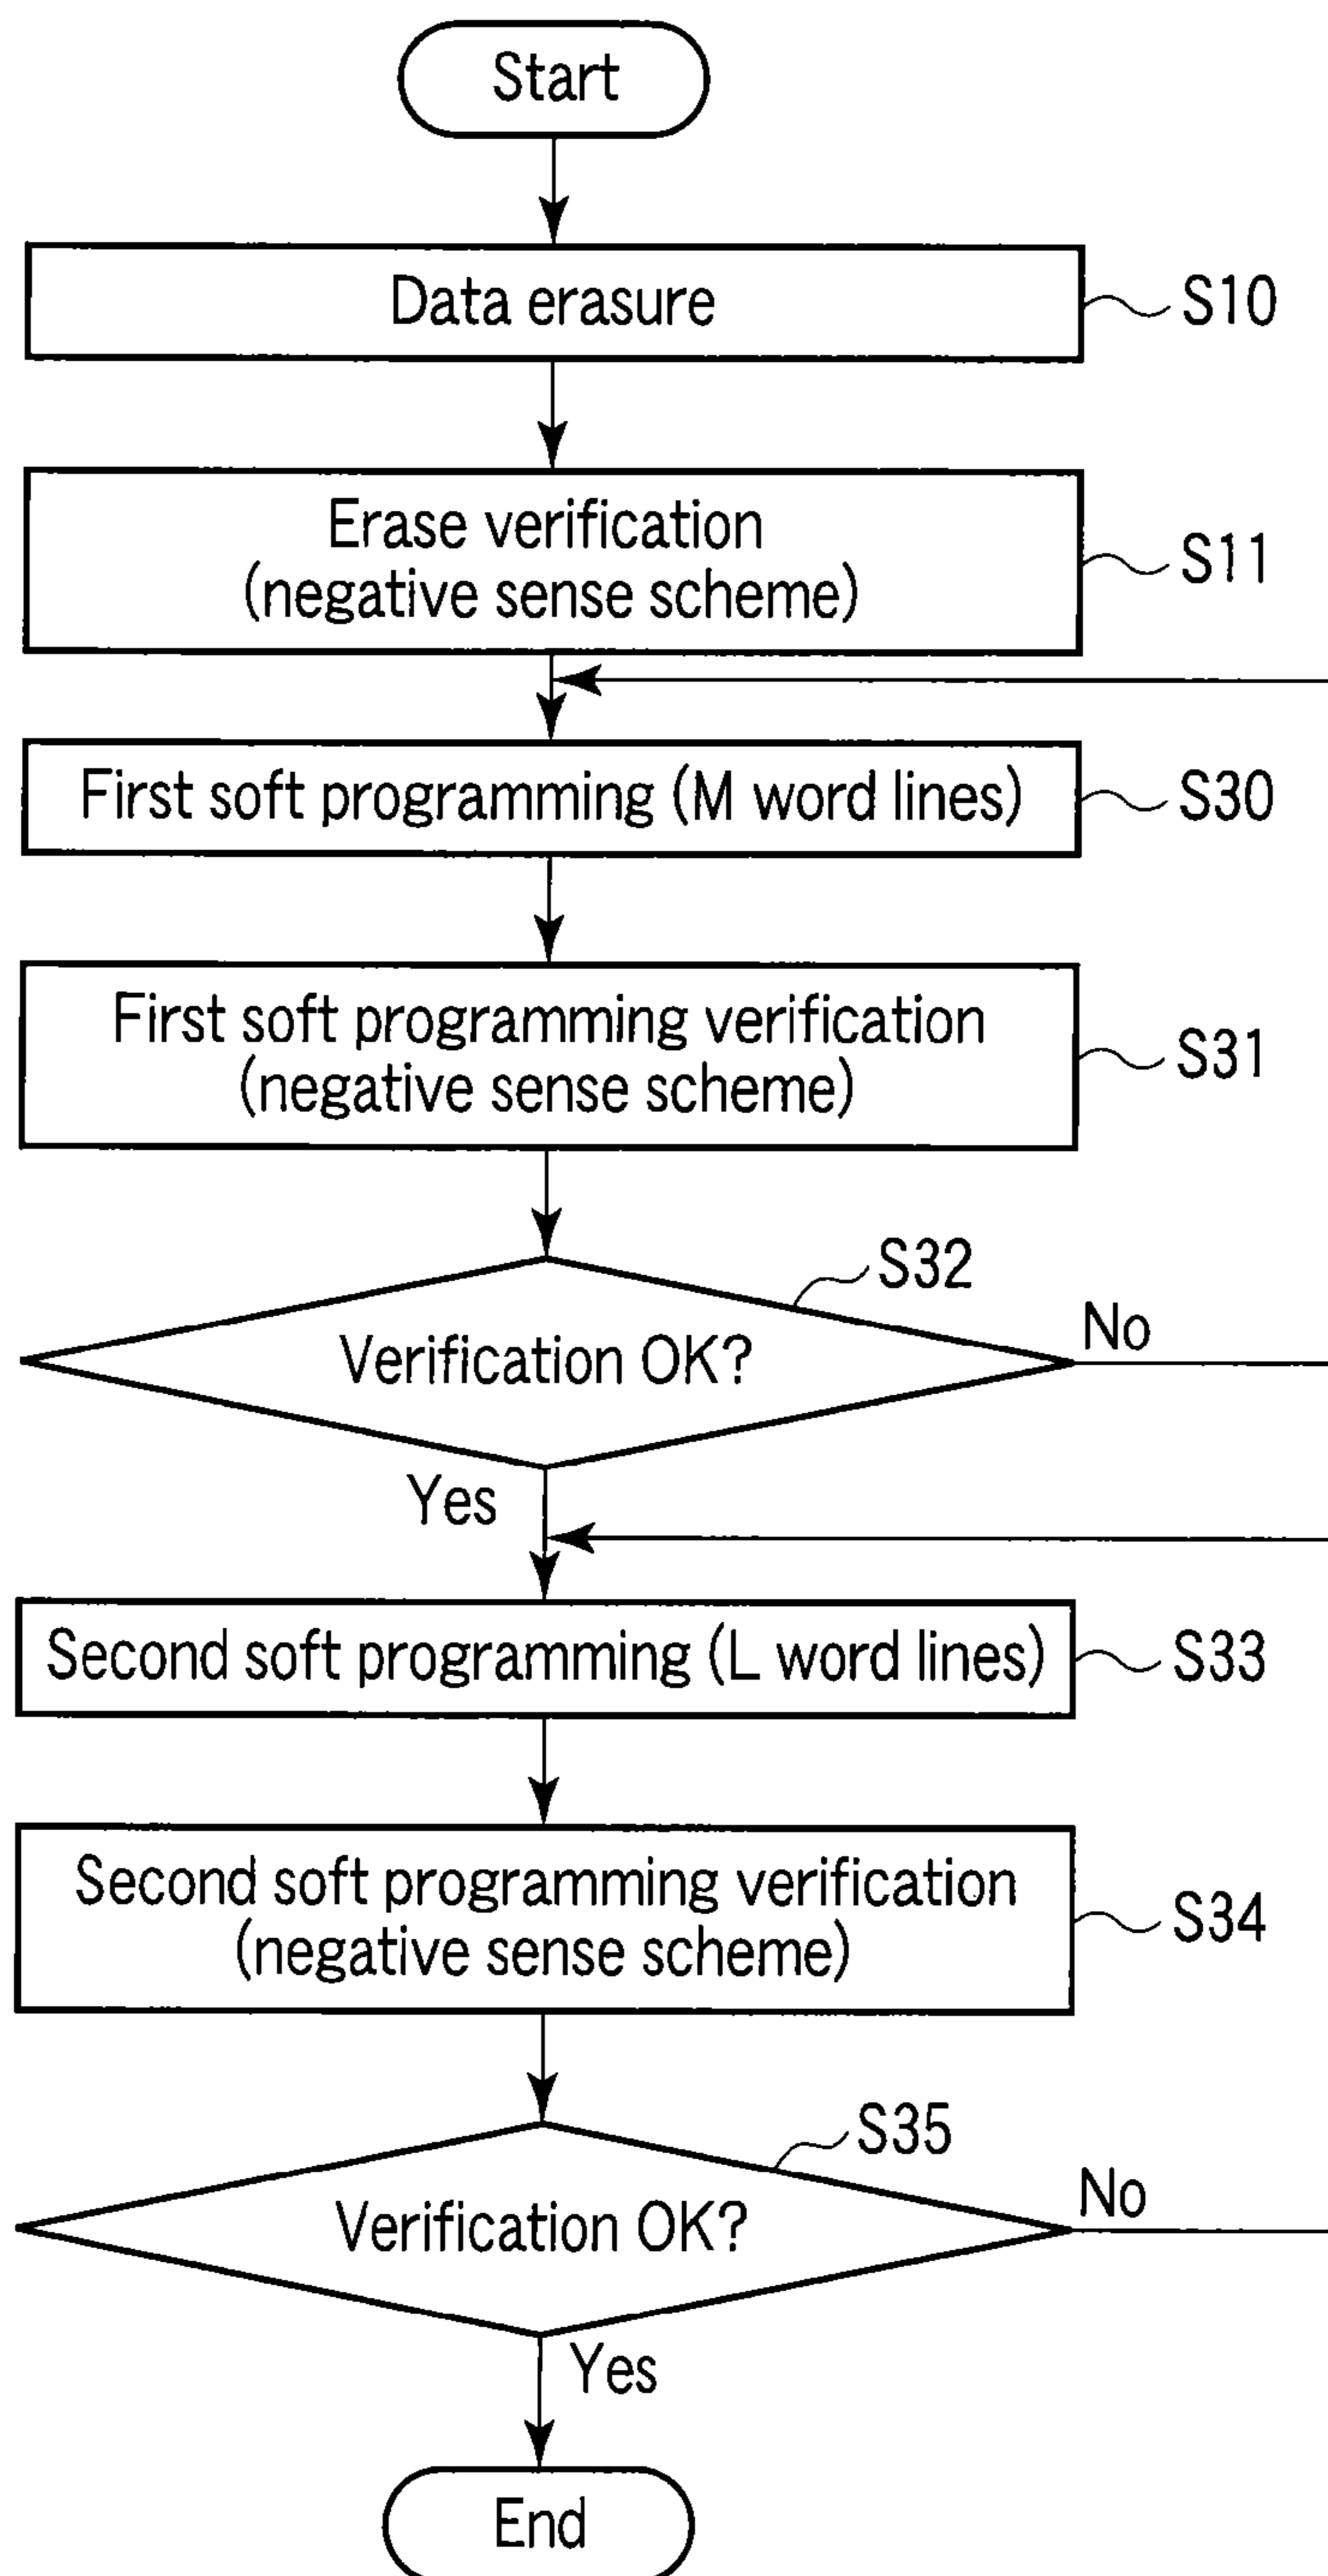 Start
Data erasure
S10
Erase verification
(negative sense scheme)
S11
First soft programming (M word lines)
S30
First soft programming verification
(negative sense scheme)
S31
S32
Verification OK?
No
Yes
Second soft programming (L word lines)
S33
Second soft programming verification
(negative sense scheme)
S34
S35
Verification OK?
No
Yes
End